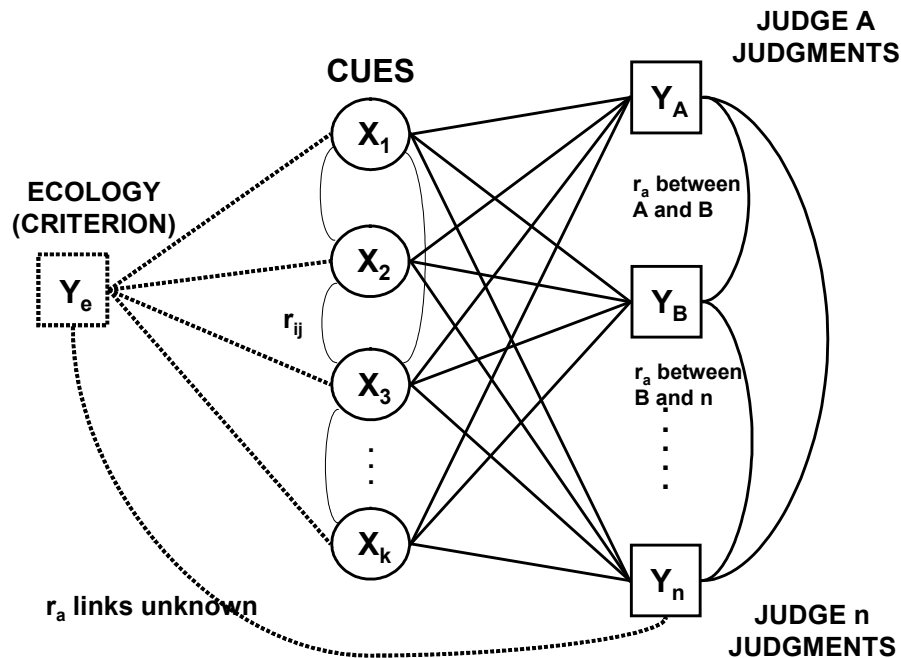 JUDGE A
JUDGMENTS
CUES
X1
YA
ra between
A and B
ECOLOGY
(CRITERION)
Ye
X2
rij
YB
X3
ra between
B and n
Xk
Yn
ra links unknown
JUDGE n
JUDGMENTS